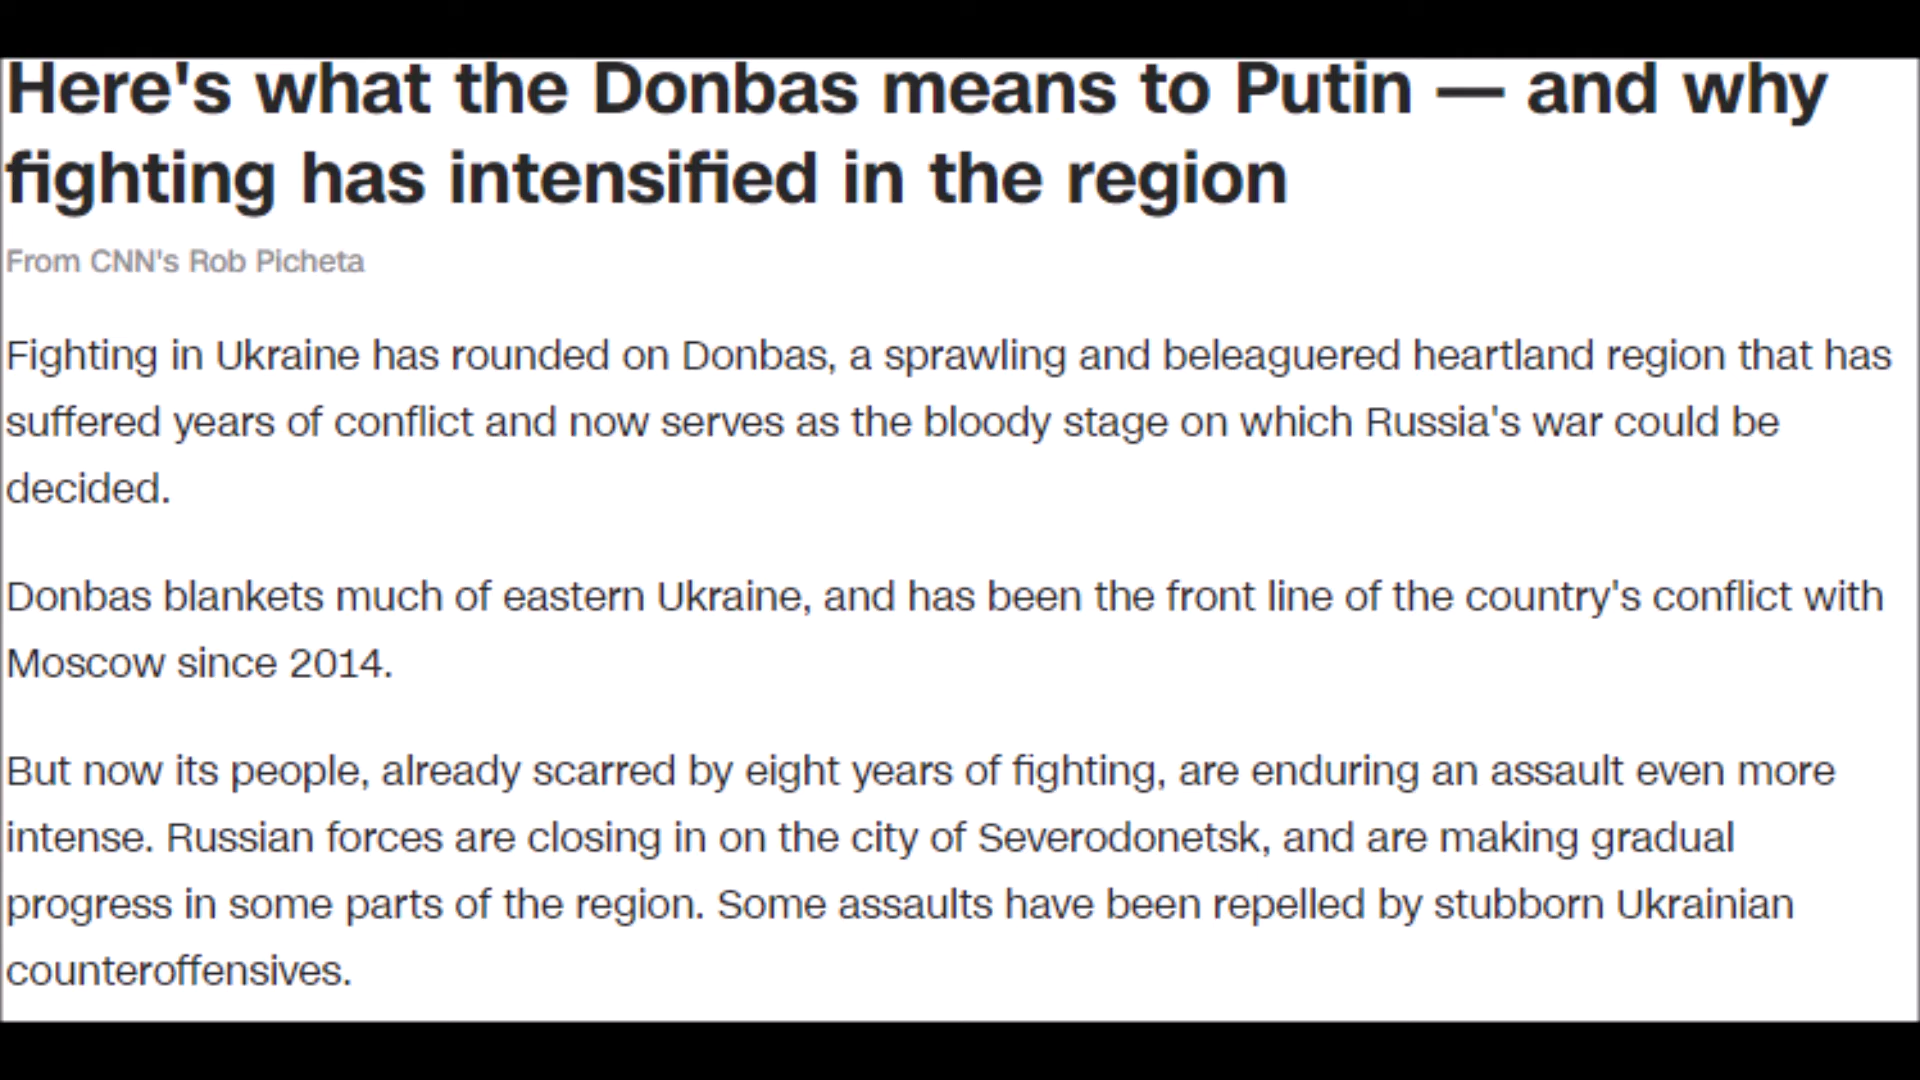 Here's what the Donbas means to Putin — and why
fighting has intensified in the region
From CNN's Rob Picheta
Fighting in Ukraine has rounded on Donbas, a sprawling and beleaguered heartland region that has
suffered years of conflict and now serves as the bloody stage on which Russia's war could be
decided.
Donbas blankets much of eastern Ukraine, and has been the front line of the country's conflict with
Moscow since 2014.
But now its people, already scarred by eight years of fighting, are enduring an assault even more
intense. Russian forces are closing in on the city of Severodonetsk, and are making gradual
progress in some parts of the region. Some assaults have been repelled by stubborn Ukrainian
counteroffensives.